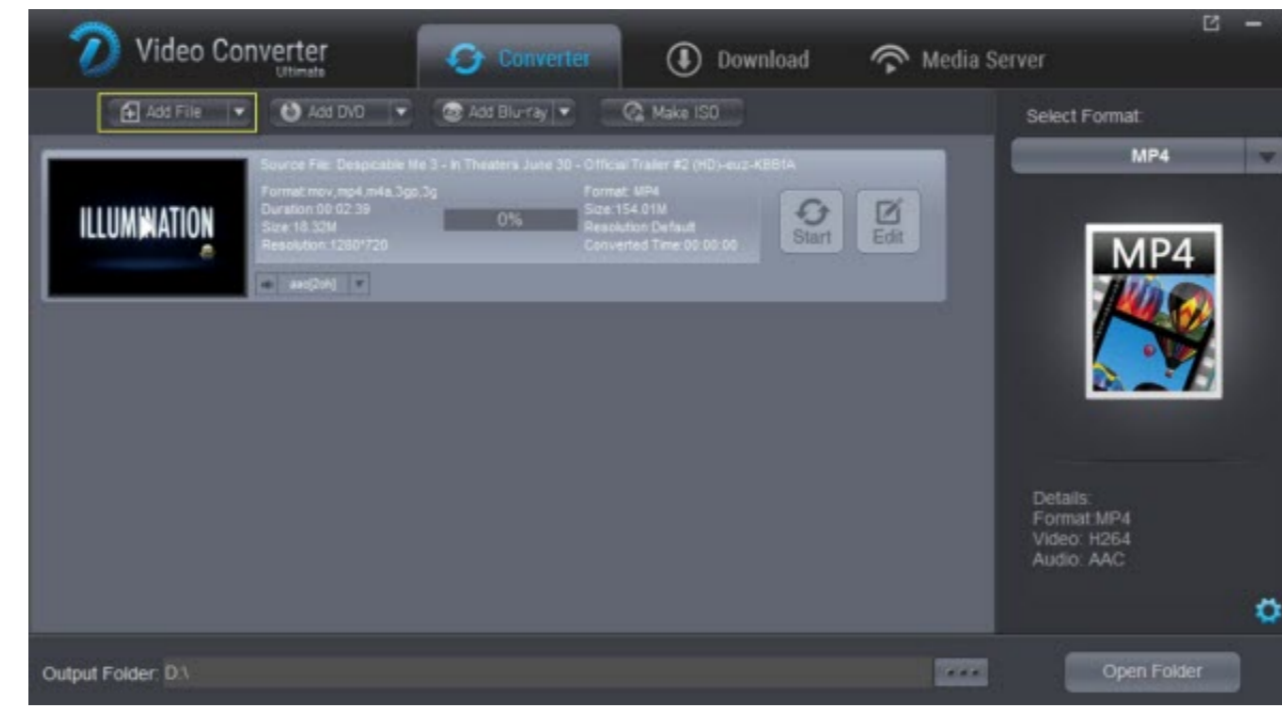 Video Converter
Ultimate
Converter
Download
Media Server
Add File
Add DVD
Add Blu-ray
Make ISO
Source File: Despicable Me 3 - In Theaters June 30 - Official Trailer #2 (HD)-euz-KBBfA
Format:mov,mp4,m4a,3gp,3g
Duration:00:02:39
Size:18.32M
Resolution:1280*720
0%
Format: MP4
Size:154.01M
Resolution:Default
Converted Time:00:00:00
Start
Edit
ILLUMINATION
aac[2ch]
Select Format:
MP4
MP4
Details:
Format:MP4
Video: H264
Audio: AAC
Output Folder: D:\
Open Folder